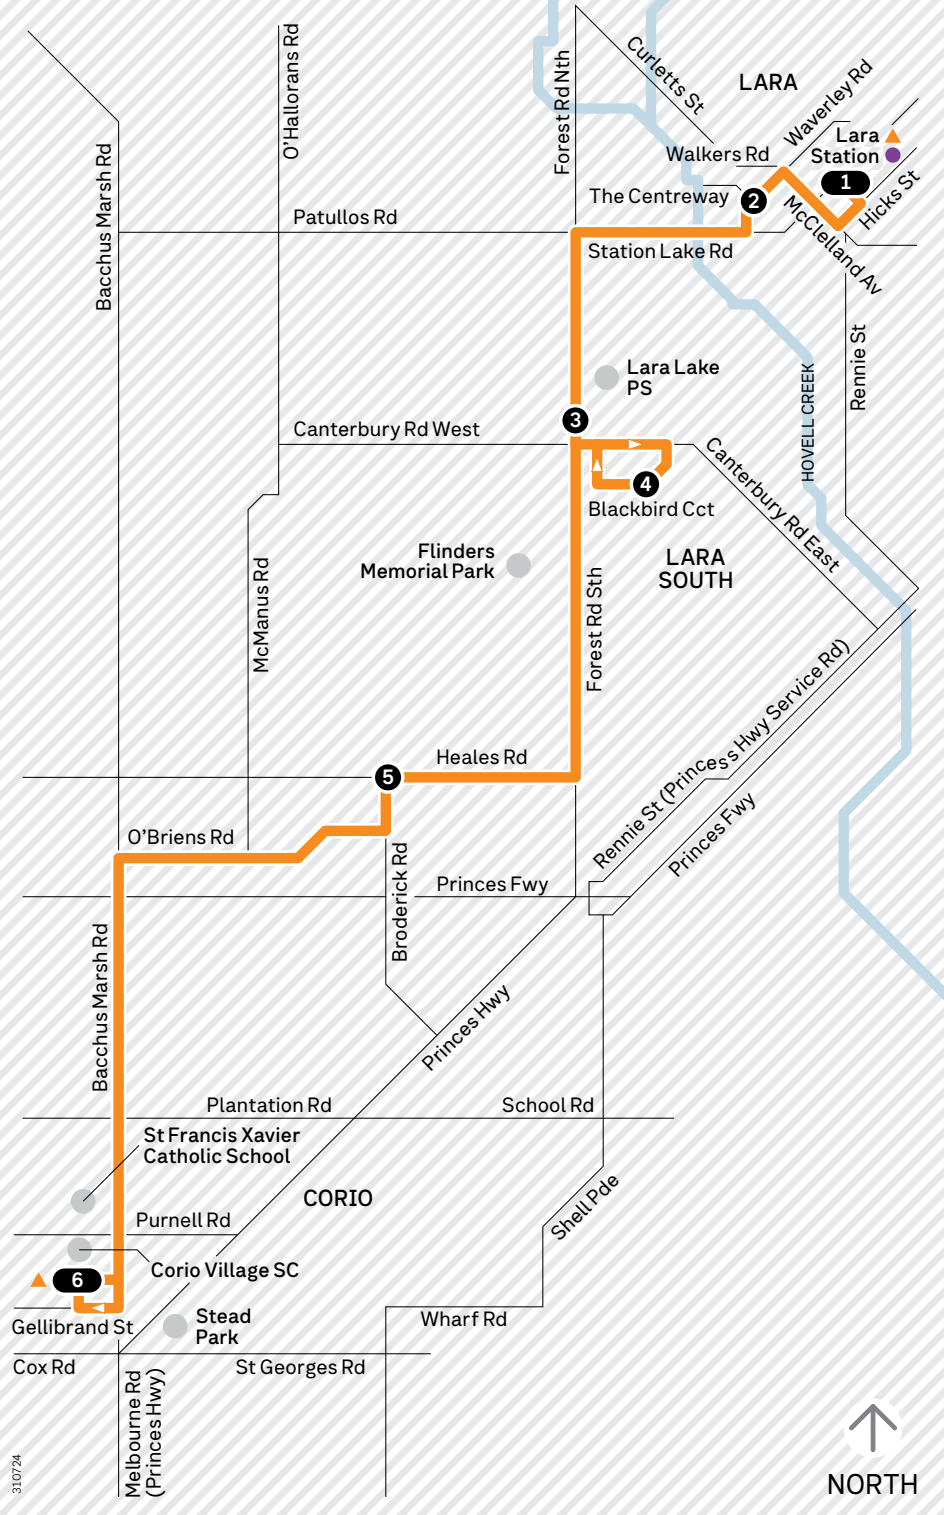 O'Hallorans Rd
Forest Rd Nth
Curletts St
LARA
Waverley Rd
Bacchus Marsh Rd
Walkers Rd
Lara
Station
1
The Centreway
2
McClelland Av
Hicks St
Patullos Rd
Station Lake Rd
Rennie St
Lara Lake
PS
HOVELL CREEK
3
Canterbury Rd West
Canterbury Rd East
4
Blackbird Cct
Flinders
Memorial Park
LARA
SOUTH
McManus Rd
Forest Rd Sth
Rennie St (Princess Hwy Service Rd)
Heales Rd
5
O'Briens Rd
Princes Fwy
Broderick Rd
Princes Fwy
Bacchus Marsh Rd
Princes Hwy
Plantation Rd
School Rd
St Francis Xavier
Catholic School
CORIO
Shell Pde
Purnell Rd
Corio Village SC
6
Gellibrand St
Stead
Park
Wharf Rd
Cox Rd
St Georges Rd
Melbourne Rd
(Princes Hwy)
310724
NORTH